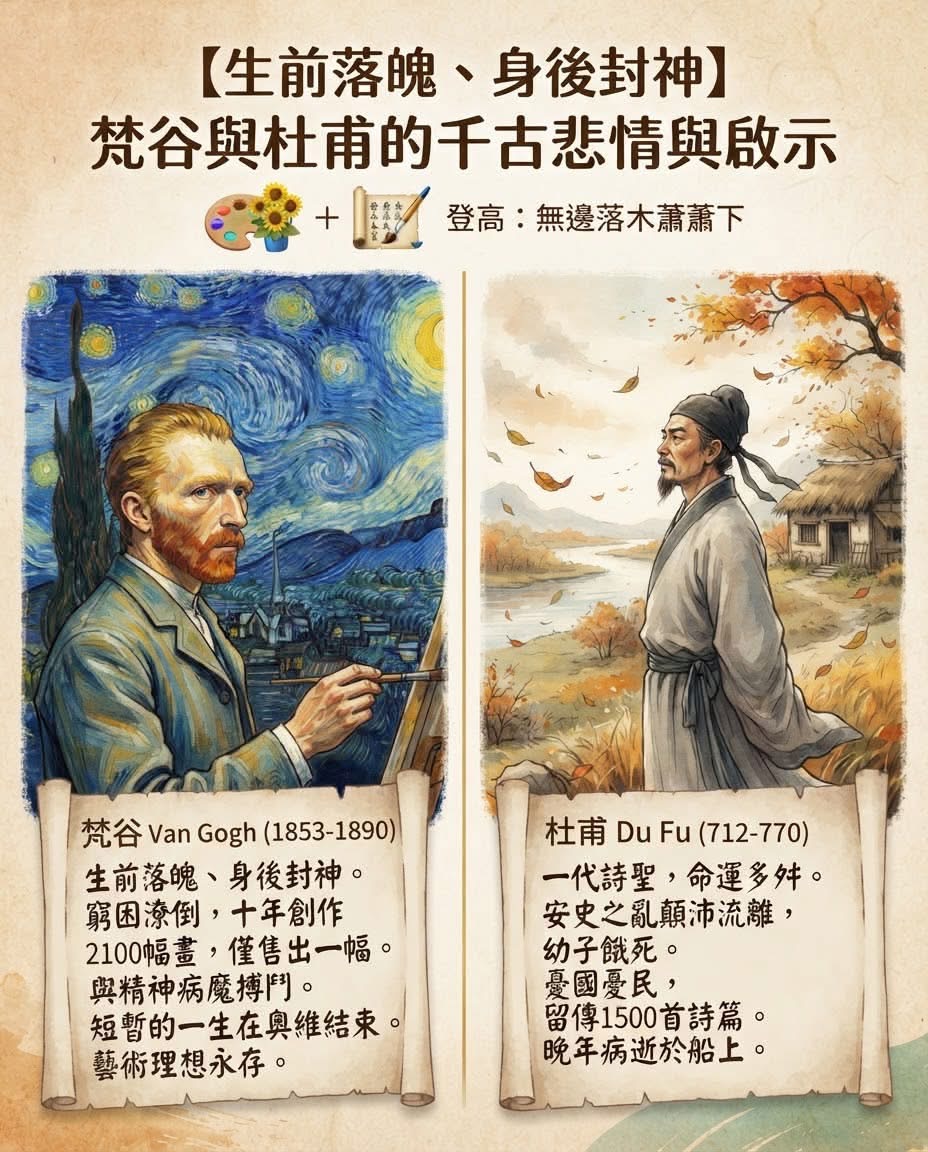 【生前落魄、身後封神】
梵谷與杜甫的千古悲情與啟示
+ 登高：無邊落木蕭蕭下
梵谷 Van Gogh (1853-1890)
生前落魄、身後封神。
窮困潦倒，十年創作
2100幅畫，僅售出一幅。
與精神病魔搏鬥。
短暫的一生在奧維結束。
藝術理想永存。
杜甫 Du Fu (712-770)
一代詩聖，命運多舛。
安史之亂顛沛流離，
幼子餓死。
憂國憂民，
留傳1500首詩篇。
晚年病逝於船上。